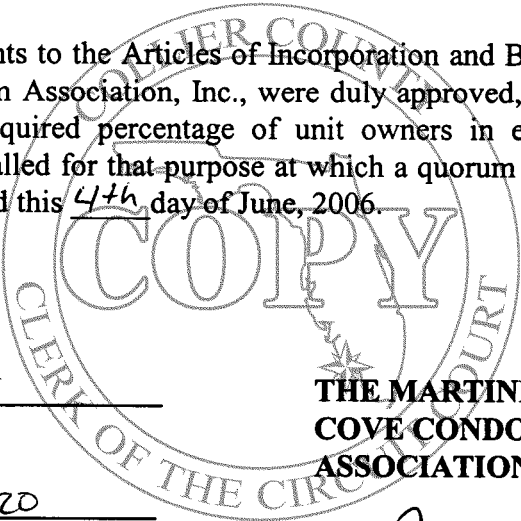 nts to the Articles of Incorporation and B
n Association, Inc., were duly approved,
quired percentage of unit owners in e
alled for that purpose at which a quorum
d this 4th day of June, 2006.
COLLIER COUNTY
COPY
CLERK OF THE CIRCUIT COURT
THE MARTINI
COVE CONDO
ASSOCIATION
20